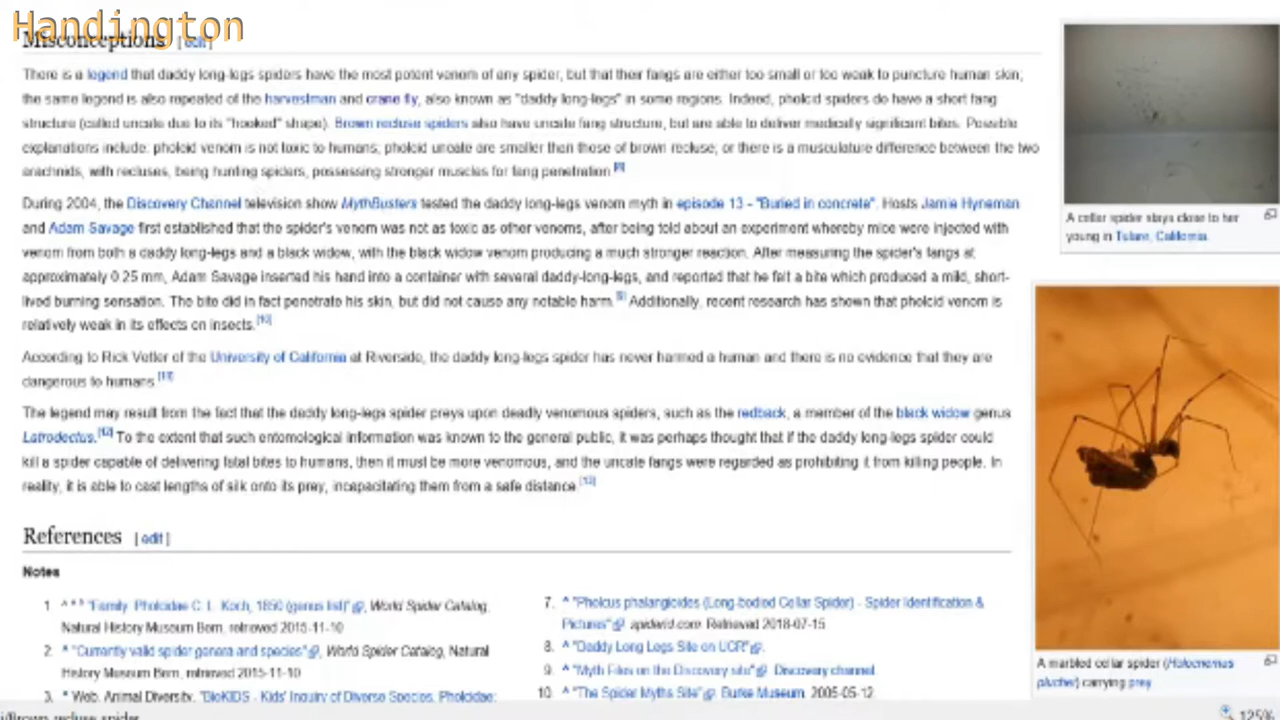 Handington
Misconceptions [ edit ]
There is a legend that daddy long-legs spiders have the most potent venom of any spider, but that their fangs are either too small or too weak to puncture human skin;
the same legend is also repeated of the harvestman and crane fly, also known as "daddy long-legs" in some regions. Indeed, pholcid spiders do have a short fang
structure (called uncate due to its "hooked" shape). Brown recluse spiders also have uncate fang structure, but are able to deliver medically significant bites. Possible
explanations include: pholcid venom is not toxic to humans; pholcid uncate are smaller than those of brown recluse; or there is a musculature difference between the two
arachnids, with recluses, being hunting spiders, possessing stronger muscles for fang penetration.[8]
During 2004, the Discovery Channel television show MythBusters tested the daddy long-legs venom myth in episode 13 - "Buried in concrete". Hosts Jamie Hyneman
and Adam Savage first established that the spider's venom was not as toxic as other venoms, after being told about an experiment whereby mice were injected with
venom from both a daddy long-legs and a black widow, with the black widow venom producing a much stronger reaction. After measuring the spider's fangs at
approximately 0.25 mm, Adam Savage inserted his hand into a container with several daddy-long-legs, and reported that he felt a bite which produced a mild, short-
lived burning sensation. The bite did in fact penetrate his skin, but did not cause any notable harm.[9] Additionally, recent research has shown that pholcid venom is
relatively weak in its effects on insects.[10]
According to Rick Vetter of the University of California at Riverside, the daddy long-legs spider has never harmed a human and there is no evidence that they are
dangerous to humans.[11]
The legend may result from the fact that the daddy long-legs spider preys upon deadly venomous spiders, such as the redback, a member of the black widow genus
Latrodectus.[12] To the extent that such entomological information was known to the general public, it was perhaps thought that if the daddy long-legs spider could
kill a spider capable of delivering fatal bites to humans, then it must be more venomous, and the uncate fangs were regarded as prohibiting it from killing people. In
reality, it is able to cast lengths of silk onto its prey, incapacitating them from a safe distance.[13]
A cellar spider stays close to her
young in Tulare, California.
A marbled cellar spider (Holocnemus
pluchei) carrying prey
References [ edit ]
Notes
1. ^ a b "Family: Pholcidae C. L. Koch, 1850 (genus list)", World Spider Catalog,
Natural History Museum Bern, retrieved 2015-11-10
2. ^ "Currently valid spider genera and species", World Spider Catalog, Natural
History Museum Bern, retrieved 2015-11-10
3. ^ Web, Animal Diversity. "BioKIDS - Kids' Inquiry of Diverse Species, Pholcidae:
7. ^ "Pholcus phalangioides (Long-bodied Cellar Spider) - Spider Identification &
Pictures". spiderid.com. Retrieved 2018-07-15
8. ^ "Daddy Long Legs Site on UCR".
9. ^ "Myth Files on the Discovery site". Discovery channel.
10. ^ "The Spider Myths Site". Burke Museum. 2005-05-12.
i/Brown_recluse_spider
125%